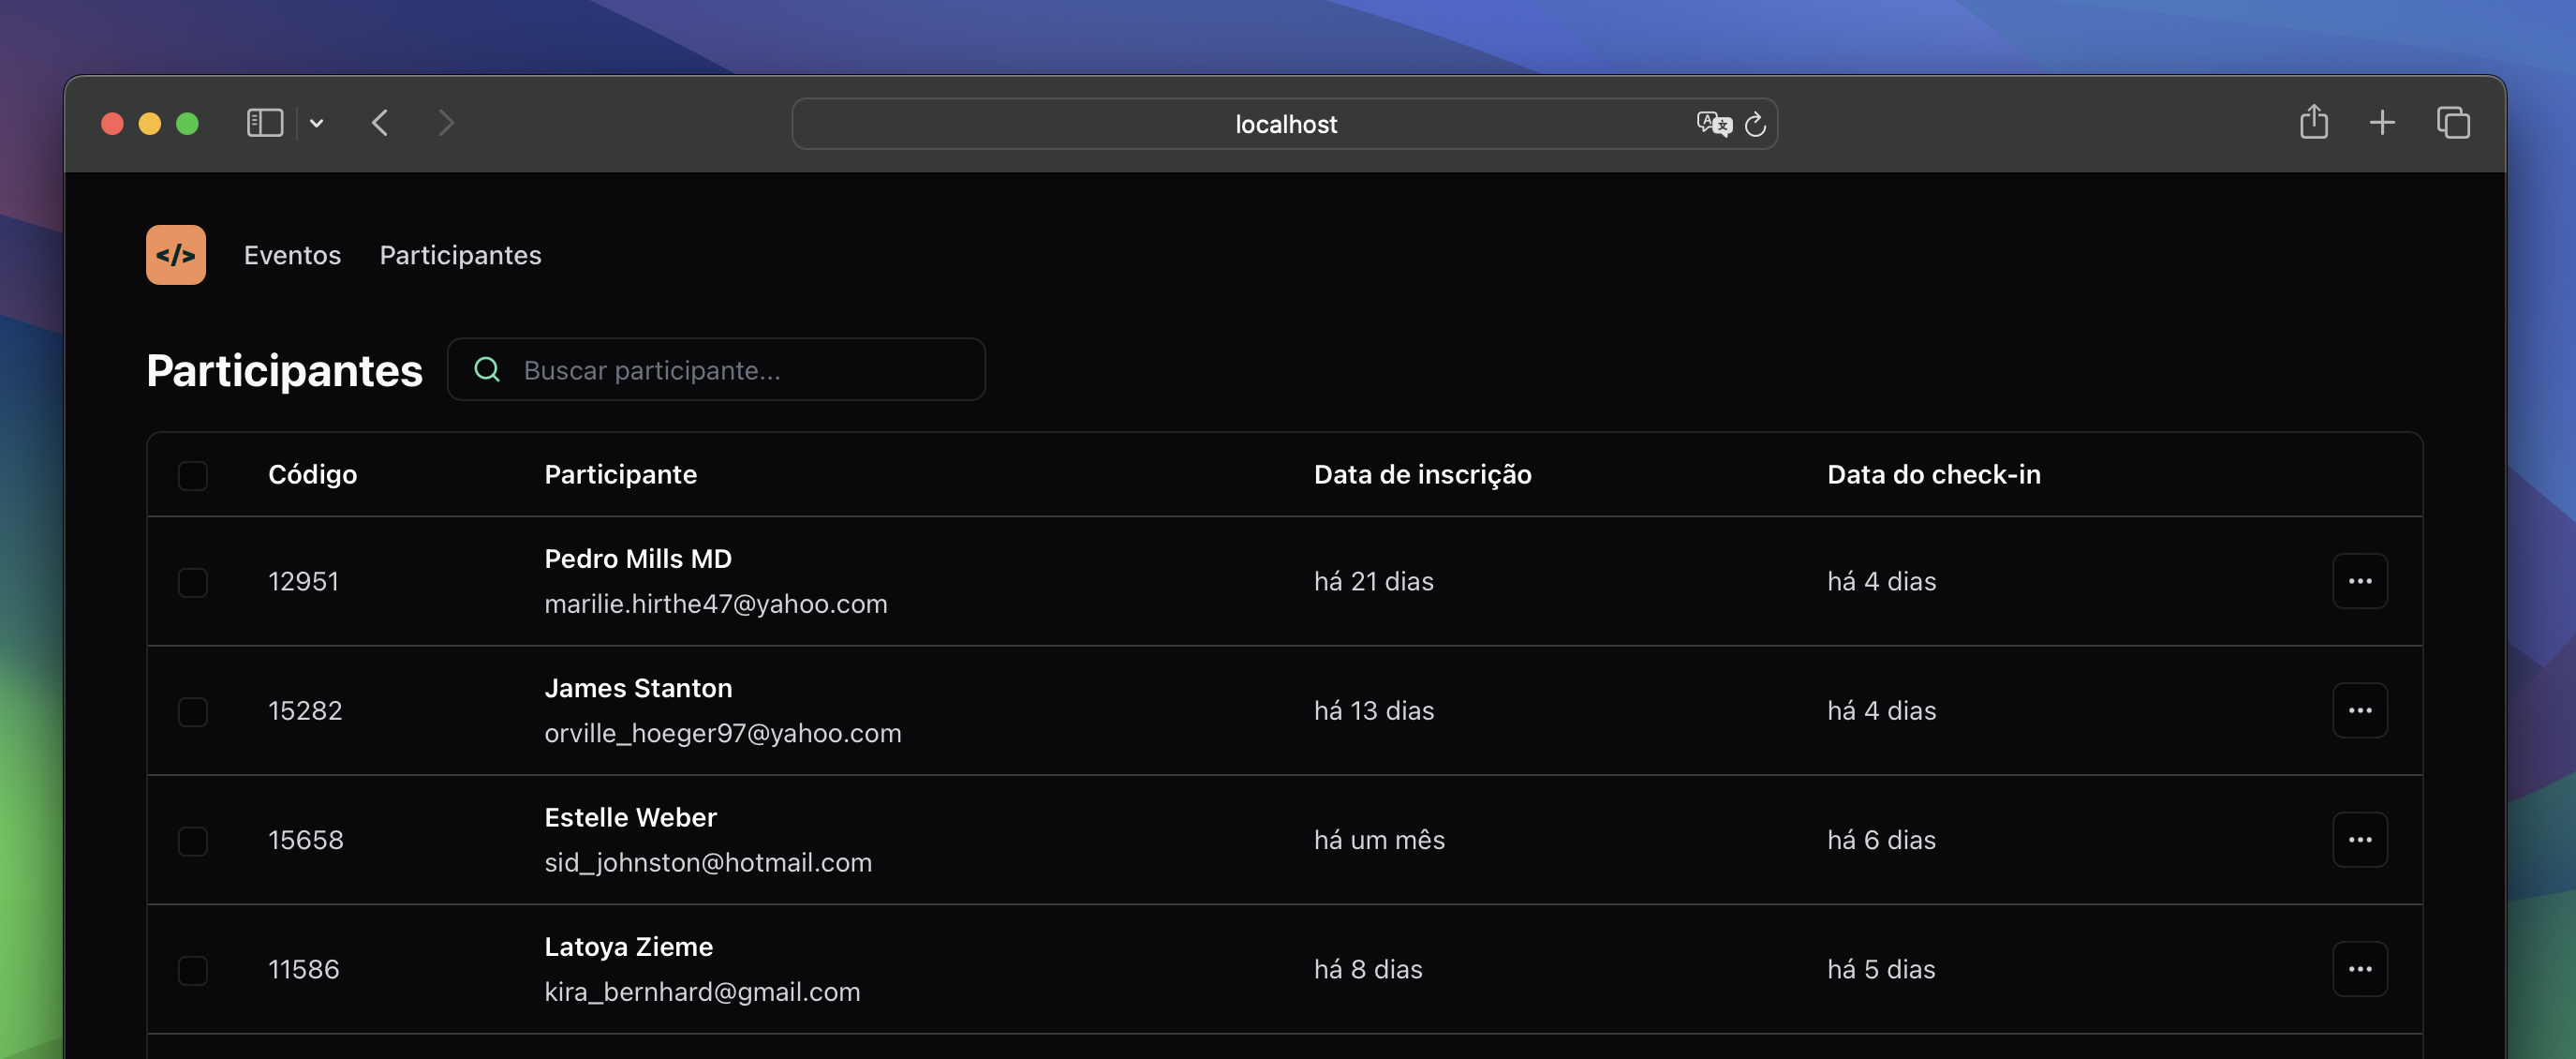 localhost
</> Eventos Participantes
Participantes Buscar participante...
Código Participante Data de inscrição Data do check-in
Pedro Mills MD
12951 há 21 dias há 4 dias
marilie.hirthe47@yahoo.com
James Stanton
15282 há 13 dias há 4 dias
orville_hoeger97@yahoo.com
Estelle Weber
15658 há um mês há 6 dias
sid_johnston@hotmail.com
Latoya Zieme
11586 há 8 dias há 5 dias
kira_bernhard@gmail.com